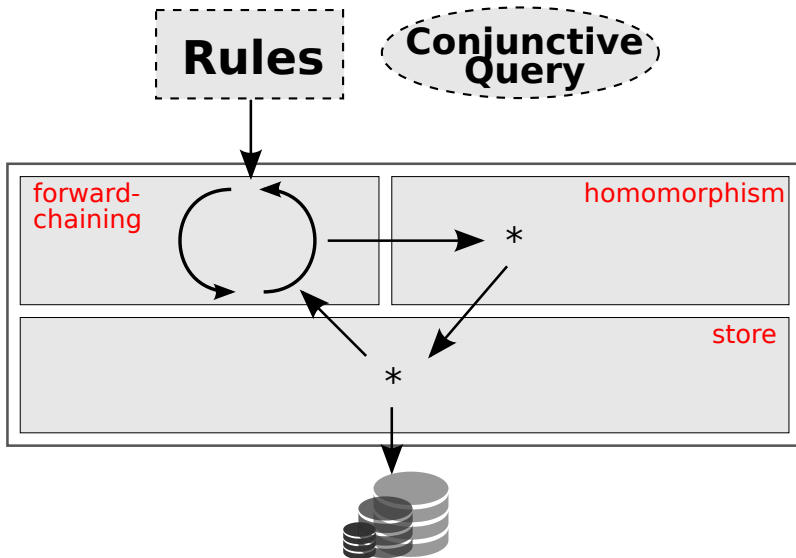 Rules
Conjunctive
Query
forward-
chaining
homomorphism
*
store
*